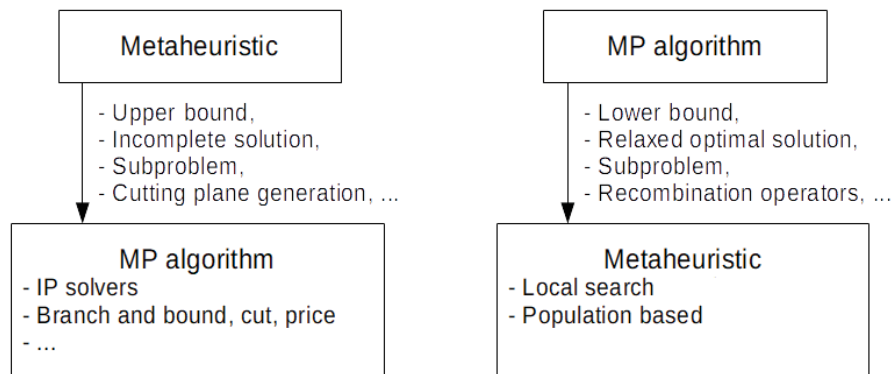 Metaheuristic
- Upper bound,
- Incomplete solution,
- Subproblem,
- Cutting plane generation, ...
MP algorithm
- IP solvers
- Branch and bound, cut, price
- ...
MP algorithm
- Lower bound,
- Relaxed optimal solution,
- Subproblem,
- Recombination operators, ...
Metaheuristic
- Local search
- Population based